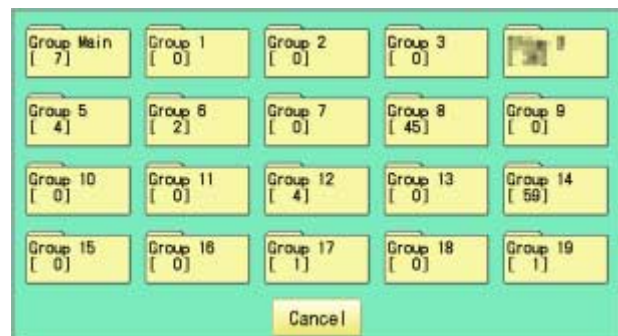 Group Main
[ 7]
Group 1
[ 0]
Group 2
[ 0]
Group 3
[ 0]
Group 5
[ 4]
Group 6
[ 2]
Group 7
[ 0]
Group 8
[ 45]
Group 9
[ 0]
Group 10
[ 0]
Group 11
[ 0]
Group 12
[ 4]
Group 13
[ 0]
Group 14
[ 59]
Group 15
[ 0]
Group 16
[ 0]
Group 17
[ 1]
Group 18
[ 0]
Group 19
[ 1]
Cancel